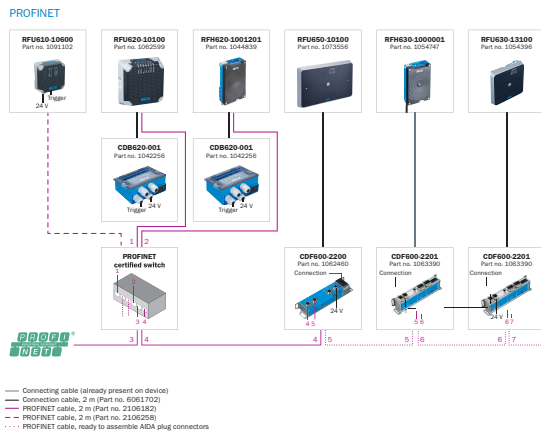 PROFINET
RFU610-10600
Part no. 1091102
Trigger
24 V
RFU620-10100
Part no. 1062599
RFH620-1001201
Part no. 1044839
RFU650-10100
Part no. 1073556
RFH630-1000001
Part no. 1054747
RFU630-13100
Part no. 1054396
CDB620-001
Part no. 1042256
24 V
Trigger
CDB620-001
Part no. 1042256
24 V
Trigger
1 2
PROFINET
certified switch
1
2
3 4
CDF600-2200
Part no. 1062460
Connection
24 V
4 5
CDF600-2201
Part no. 1063390
Connection
5 6
CDF600-2201
Part no. 1063390
Connection
24 V
6 7
PROFI
NET
3 4
4 5
5 6
6 7
Connecting cable (already present on device)
Connection cable, 2 m (Part no. 6061702)
PROFINET cable, 2 m (Part no. 2106182)
PROFINET cable, 2 m (Part no. 2106258)
PROFINET cable, ready to assemble AIDA plug connectors